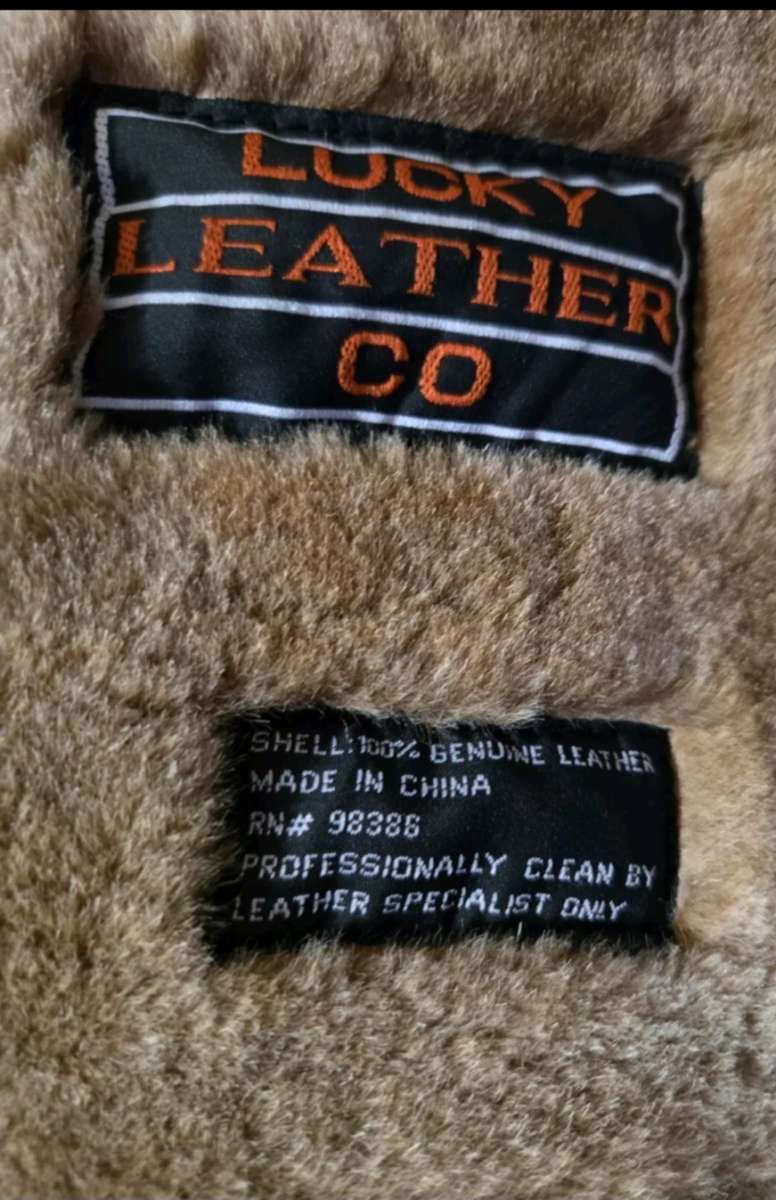 LUCKY
LEATHER
CO
SHELL:100% GENUINE LEATHER
MADE IN CHINA
RN# 98386
PROFESSIONALLY CLEAN BY
LEATHER SPECIALIST ONLY